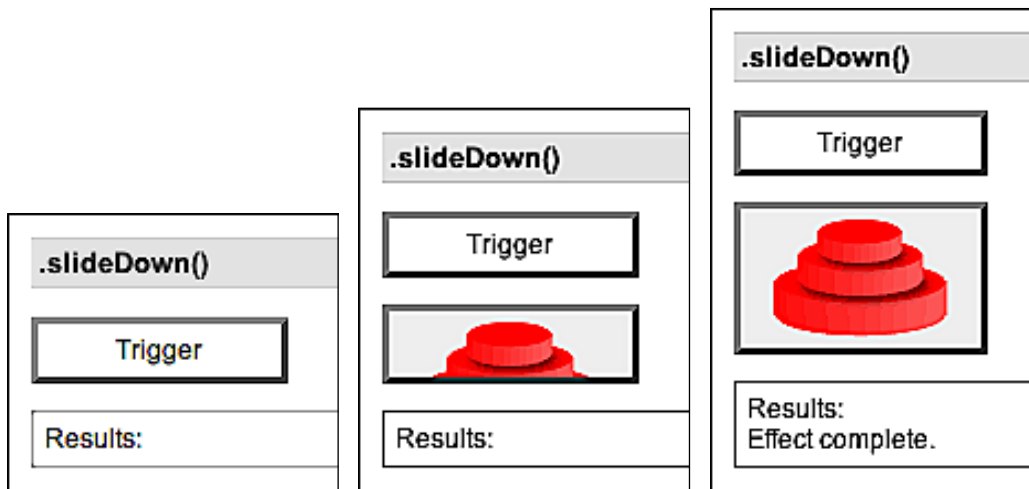 .slideDown()
Trigger
Results:
.slideDown()
Trigger
Results:
.slideDown()
Trigger
Results:
Effect complete.